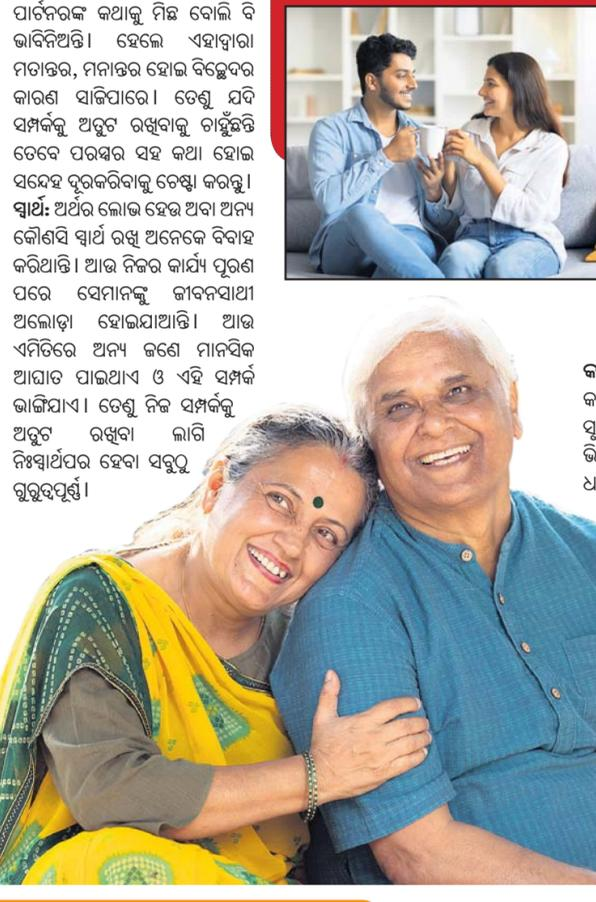 ପାର୍ଟନରଙ୍କ କଥାକୁ ମିଛ ବୋଲି ବି
ଭାବିନିଅନ୍ତି। ହେଲେ ଏହାଦ୍ୱାରା
ମତାନ୍ତର, ମନାନ୍ତର ହୋଇ ବିଚ୍ଛେଦର
କାରଣ ସାଜିପାରେ। ତେଣୁ ଯଦି
ସମ୍ପର୍କକୁ ଅତୁଟ ରଖିବାକୁ ଚାହୁଁଛନ୍ତି
ତେବେ ପରସ୍ପର ସହ କଥା ହୋଇ
ସନ୍ଦେହ ଦୂରକରିବାକୁ ଚେଷ୍ଟା କରନ୍ତୁ।
ସ୍ୱାର୍ଥ: ଅର୍ଥର ଲୋଭ ହେଉ ଅବା ଅନ୍ୟ
କୌଣସି ସ୍ୱାର୍ଥ ରଖି ଅନେକେ ବିବାହ
କରିଥାନ୍ତି। ଆଉ ନିଜର କାର୍ଯ୍ୟ ପୂରଣ
ପରେ ସେମାନଙ୍କୁ ଜୀବନସାଥୀ
ଅଲୋଡ଼ା ହୋଇଯାଆନ୍ତି। ଆଉ
ଏମିତିରେ ଅନ୍ୟ ଜଣେ ମାନସିକ
ଆଘାତ ପାଇଥାଏ ଓ ଏହି ସମ୍ପର୍କ
ଭାଙ୍ଗିଯାଏ। ତେଣୁ ନିଜ ସମ୍ପର୍କକୁ
ଅତୁଟ ରଖିବା ଲାଗି
ନିଃସ୍ୱାର୍ଥପର ହେବା ସବୁଠୁ
ଗୁରୁତ୍ୱପୂର୍ଣ୍ଣ।